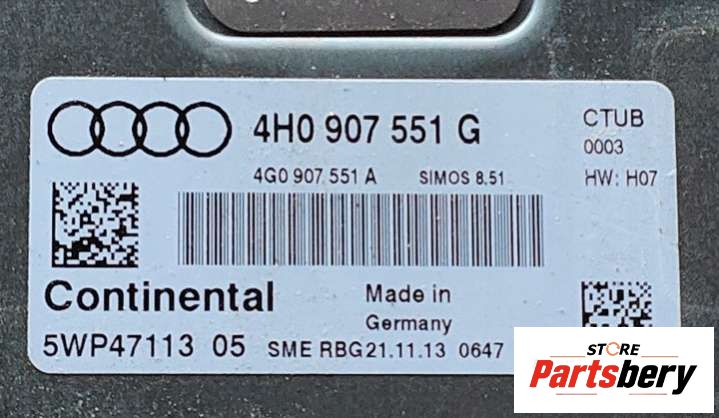 4H0 907 551 G
CTUB
0003
4G0 907 551 A SIMOS 8.51 HW: H07
Continental
Made in
Germany
5WP47113 05 SME RBG21.11.13 0647
STORE
Partsbery